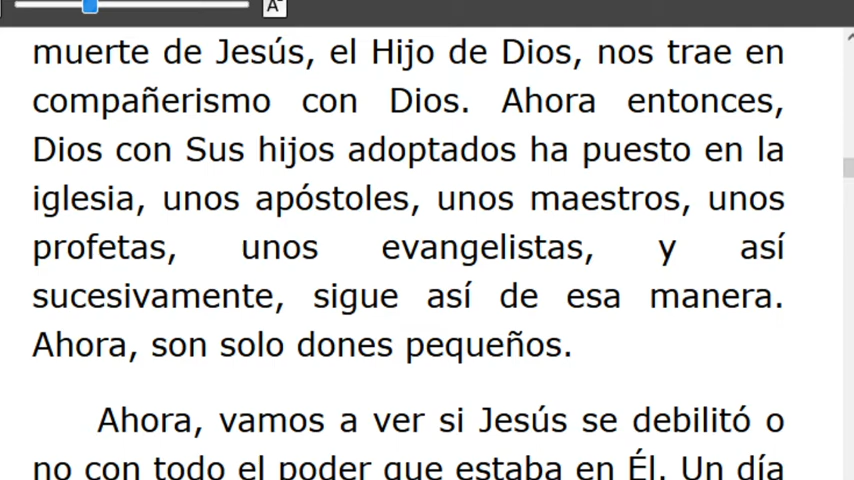 A
muerte de Jesús, el Hijo de Dios, nos trae en
compañerismo con Dios. Ahora entonces,
Dios con Sus hijos adoptados ha puesto en la
iglesia, unos apóstoles, unos maestros, unos
profetas, unos evangelistas, y así
sucesivamente, sigue así de esa manera.
Ahora, son solo dones pequeños.
Ahora, vamos a ver si Jesús se debilitó o
no con todo el poder que estaba en Él. Un día